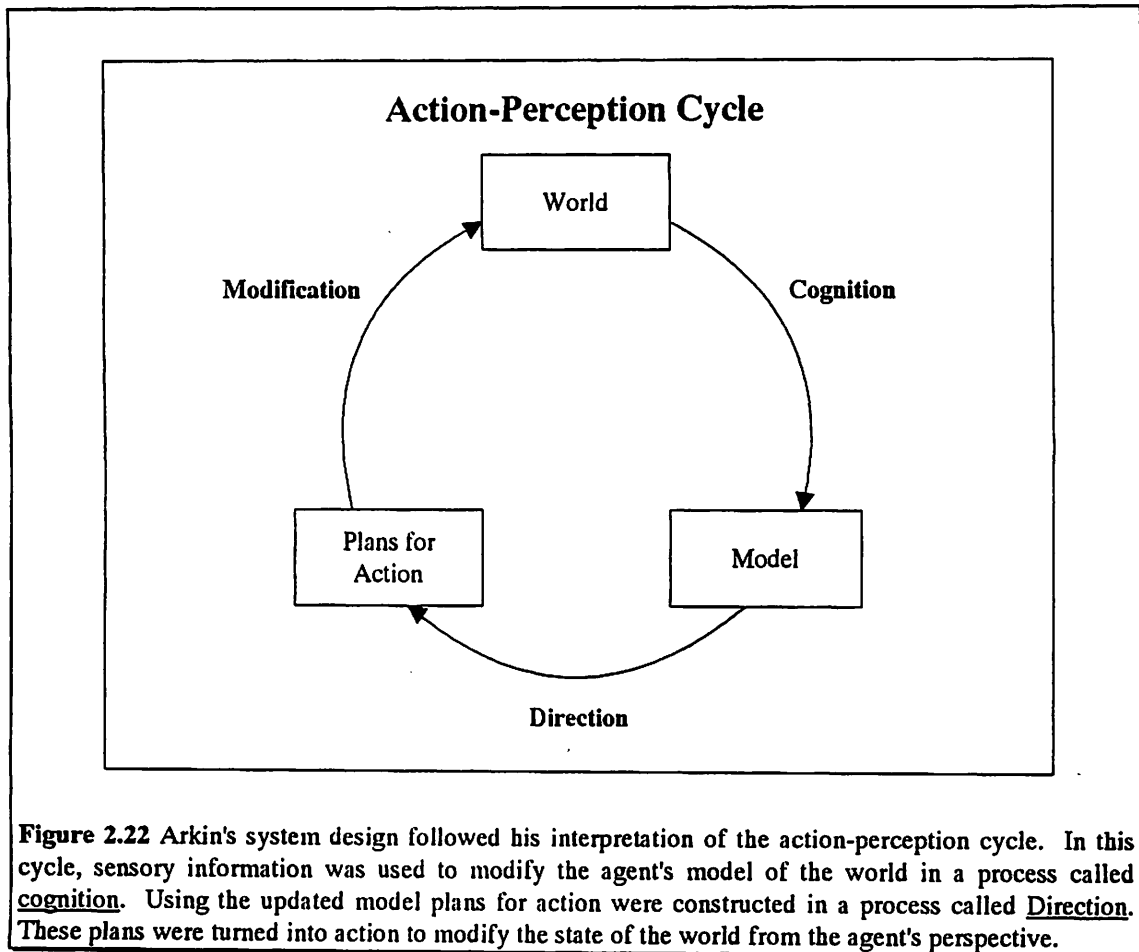 Action-Perception Cycle
World
Modification
Cognition
Plans for
Action
Model
Direction
Figure 2.22 Arkin's system design followed his interpretation of the action-perception cycle. In this
cycle, sensory information was used to modify the agent's model of the world in a process called
cognition. Using the updated model plans for action were constructed in a process called Direction.
These plans were turned into action to modify the state of the world from the agent's perspective.